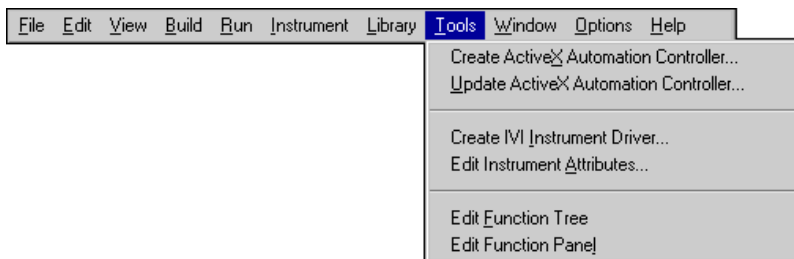 File Edit View Build Run Instrument Library Tools Window Options Help
Create ActiveX Automation Controller...
Update ActiveX Automation Controller...
Create IVI Instrument Driver...
Edit Instrument Attributes...
Edit Function Tree
Edit Function Panel